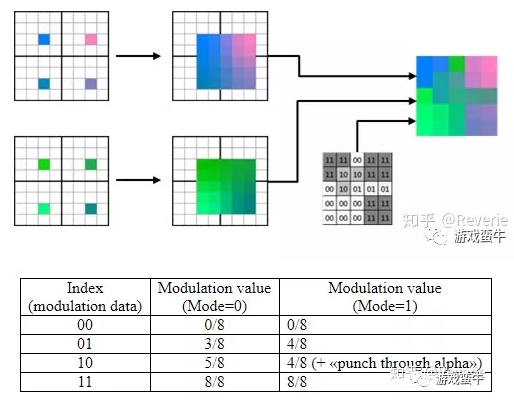 11 11 00 11 11
11 10 10 11 11
00 10 01 01 01
00 00 00 11 11
00 00 00 11 11
知乎 @Reverie
游戏蛮牛
Index (modulation data) Modulation value (Mode=0) Modulation value (Mode=1)
00 0/8 0/8
01 3/8 4/8
10 5/8 4/8 (+ «punch through alpha»)
11 8/8 8/8
知乎
游戏蛮牛